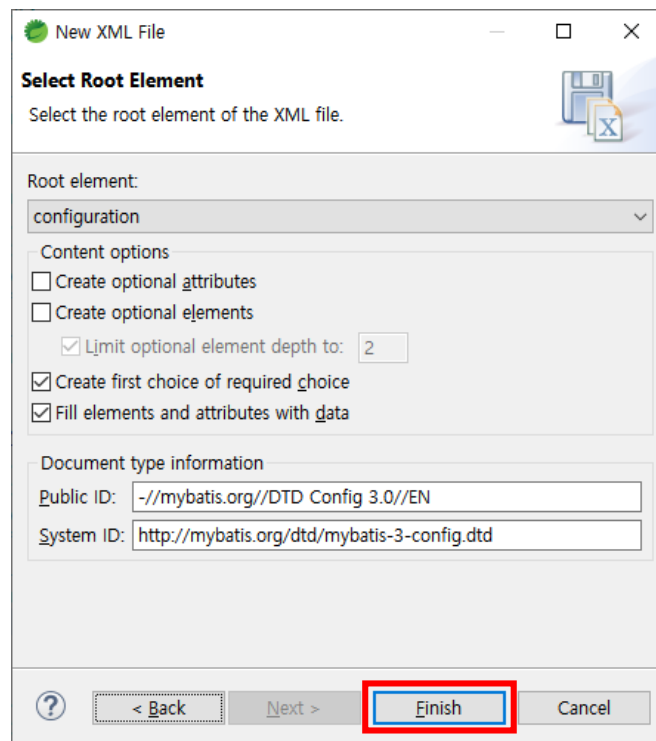 New XML File
Select Root Element
Select the root element of the XML file.
X
Root element:
configuration
Content options
Create optional attributes
Create optional elements
Limit optional element depth to: 2
Create first choice of required choice
Fill elements and attributes with data
Document type information
Public ID: -//mybatis.org//DTD Config 3.0//EN
System ID: http://mybatis.org/dtd/mybatis-3-config.dtd
? < Back Next > Finish Cancel